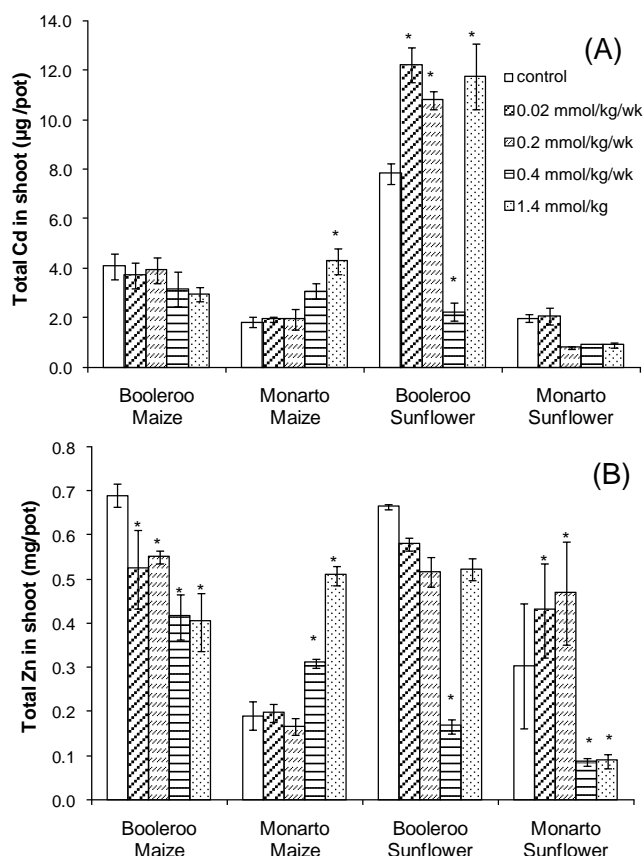 14.0
12.0
10.0
8.0
6.0
4.0
2.0
0.0
Total Cd in shoot (µg /pot)
(A)
control
0.02 mmol/kg/wk
0.2 mmol/kg/wk
0.4 mmol/kg/wk
1.4 mmol/kg
* * * * *
Booleroo
Maize
Monarto
Maize
Booleroo
Sunflower
Monarto
Sunflower
0.8
0.7
0.6
0.5
0.4
0.3
0.2
0.1
0.0
Total Zn in shoot (mg/pot)
(B)
* * * * * * * * * * *
Booleroo
Maize
Monarto
Maize
Booleroo
Sunflower
Monarto
Sunflower